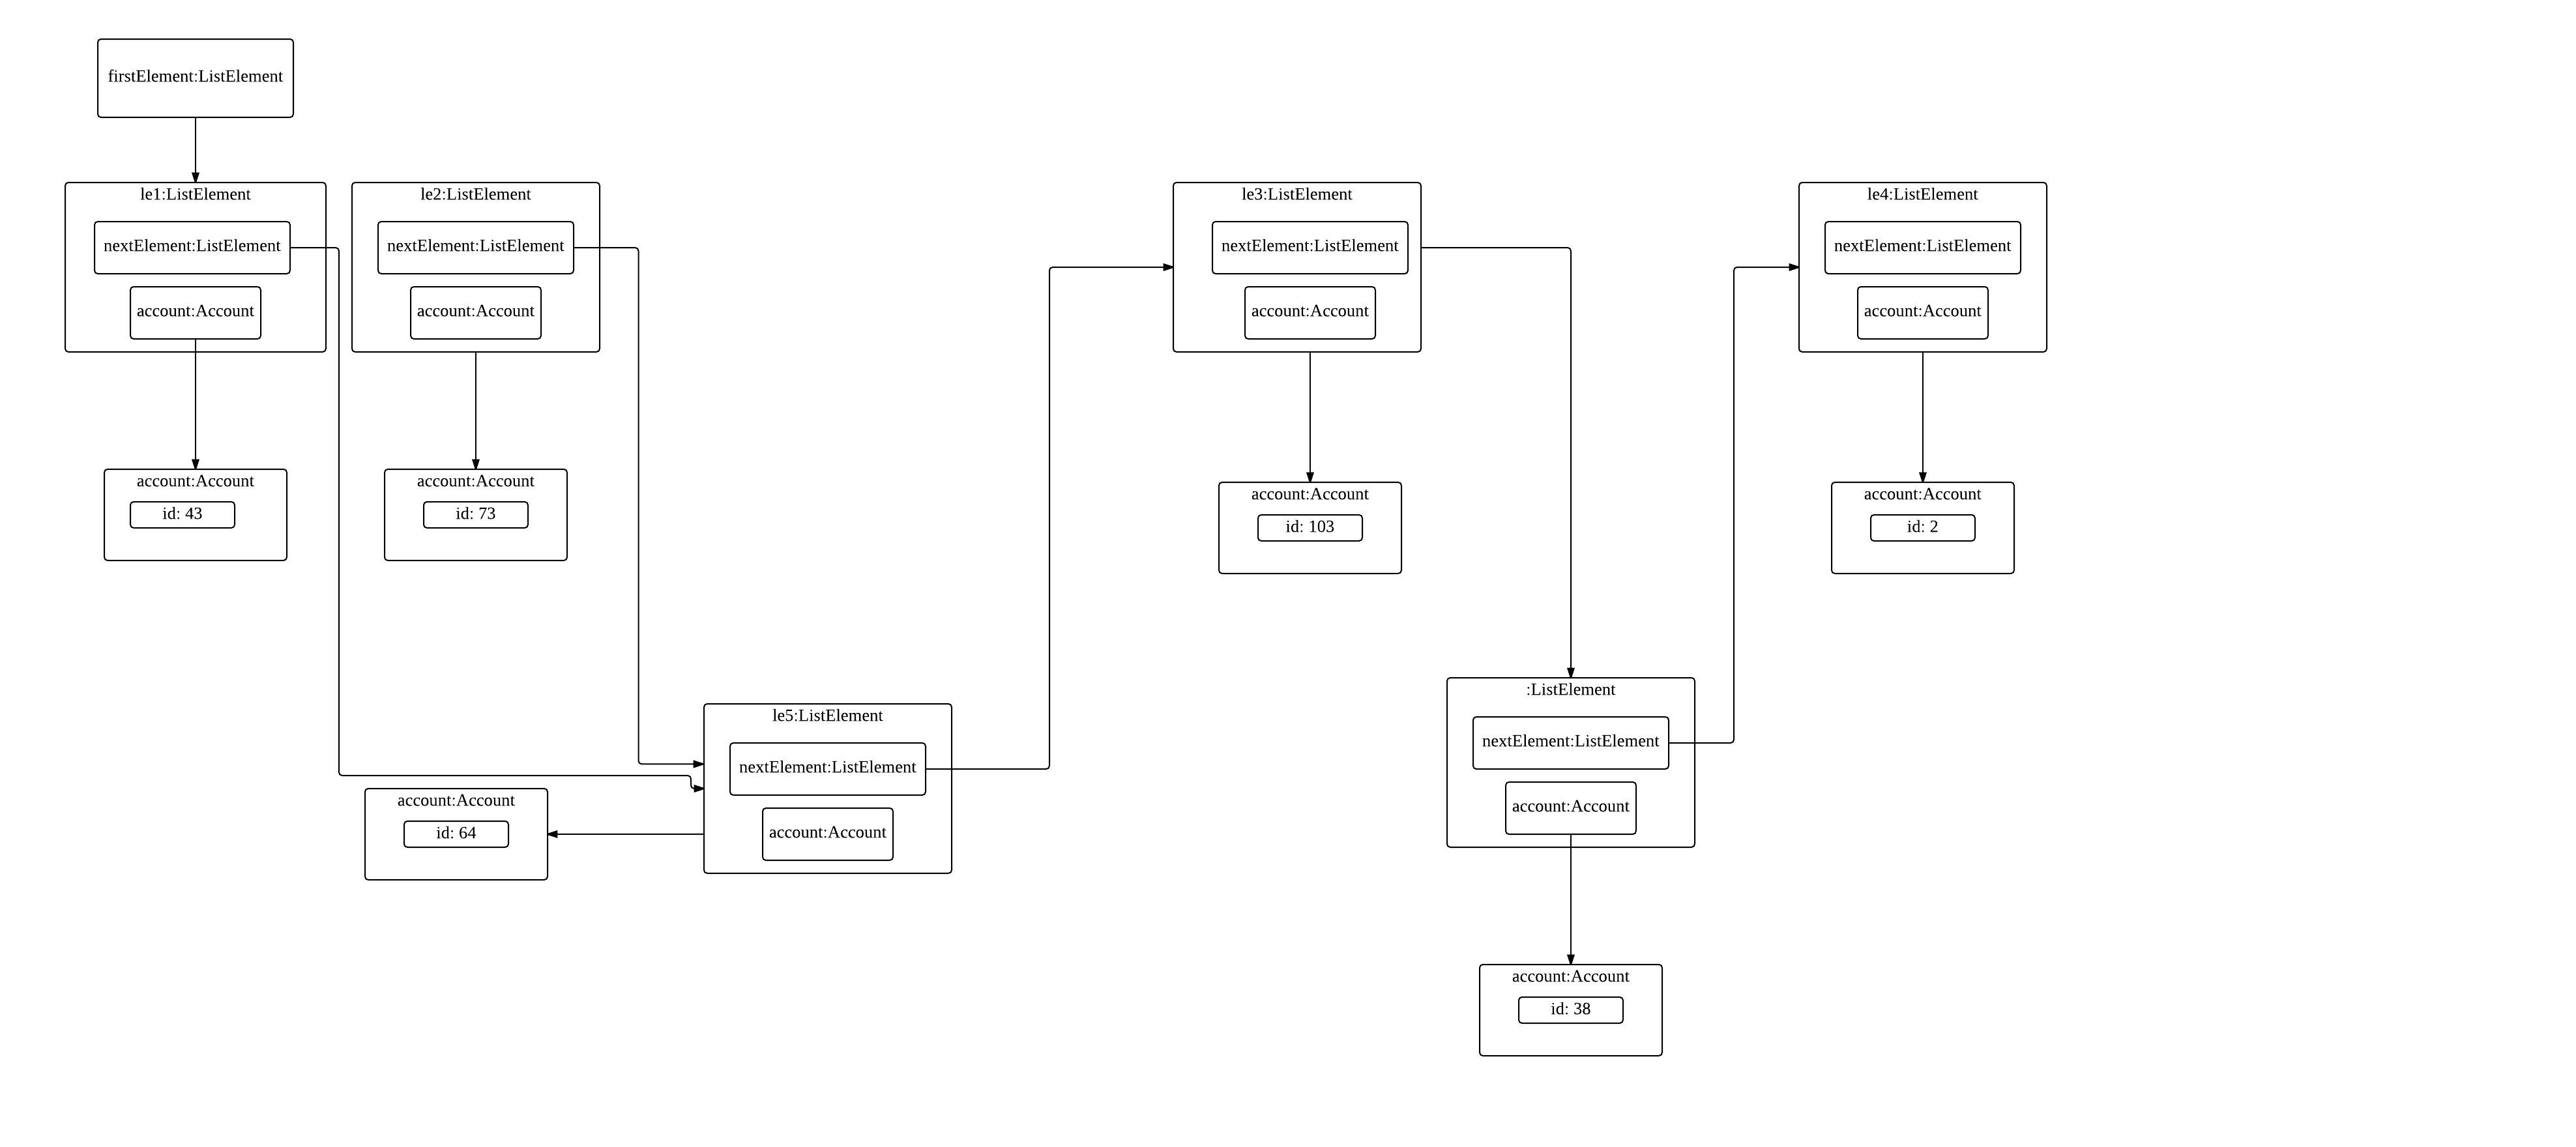 firstElement:ListElement
le1:ListElement
nextElement:ListElement
account:Account
le2:ListElement
nextElement:ListElement
account:Account
le3:ListElement
nextElement:ListElement
account:Account
le4:ListElement
nextElement:ListElement
account:Account
account:Account
id: 43
account:Account
id: 73
account:Account
id: 103
account:Account
id: 2
:ListElement
nextElement:ListElement
account:Account
le5:ListElement
nextElement:ListElement
account:Account
account:Account
id: 64
account:Account
id: 38